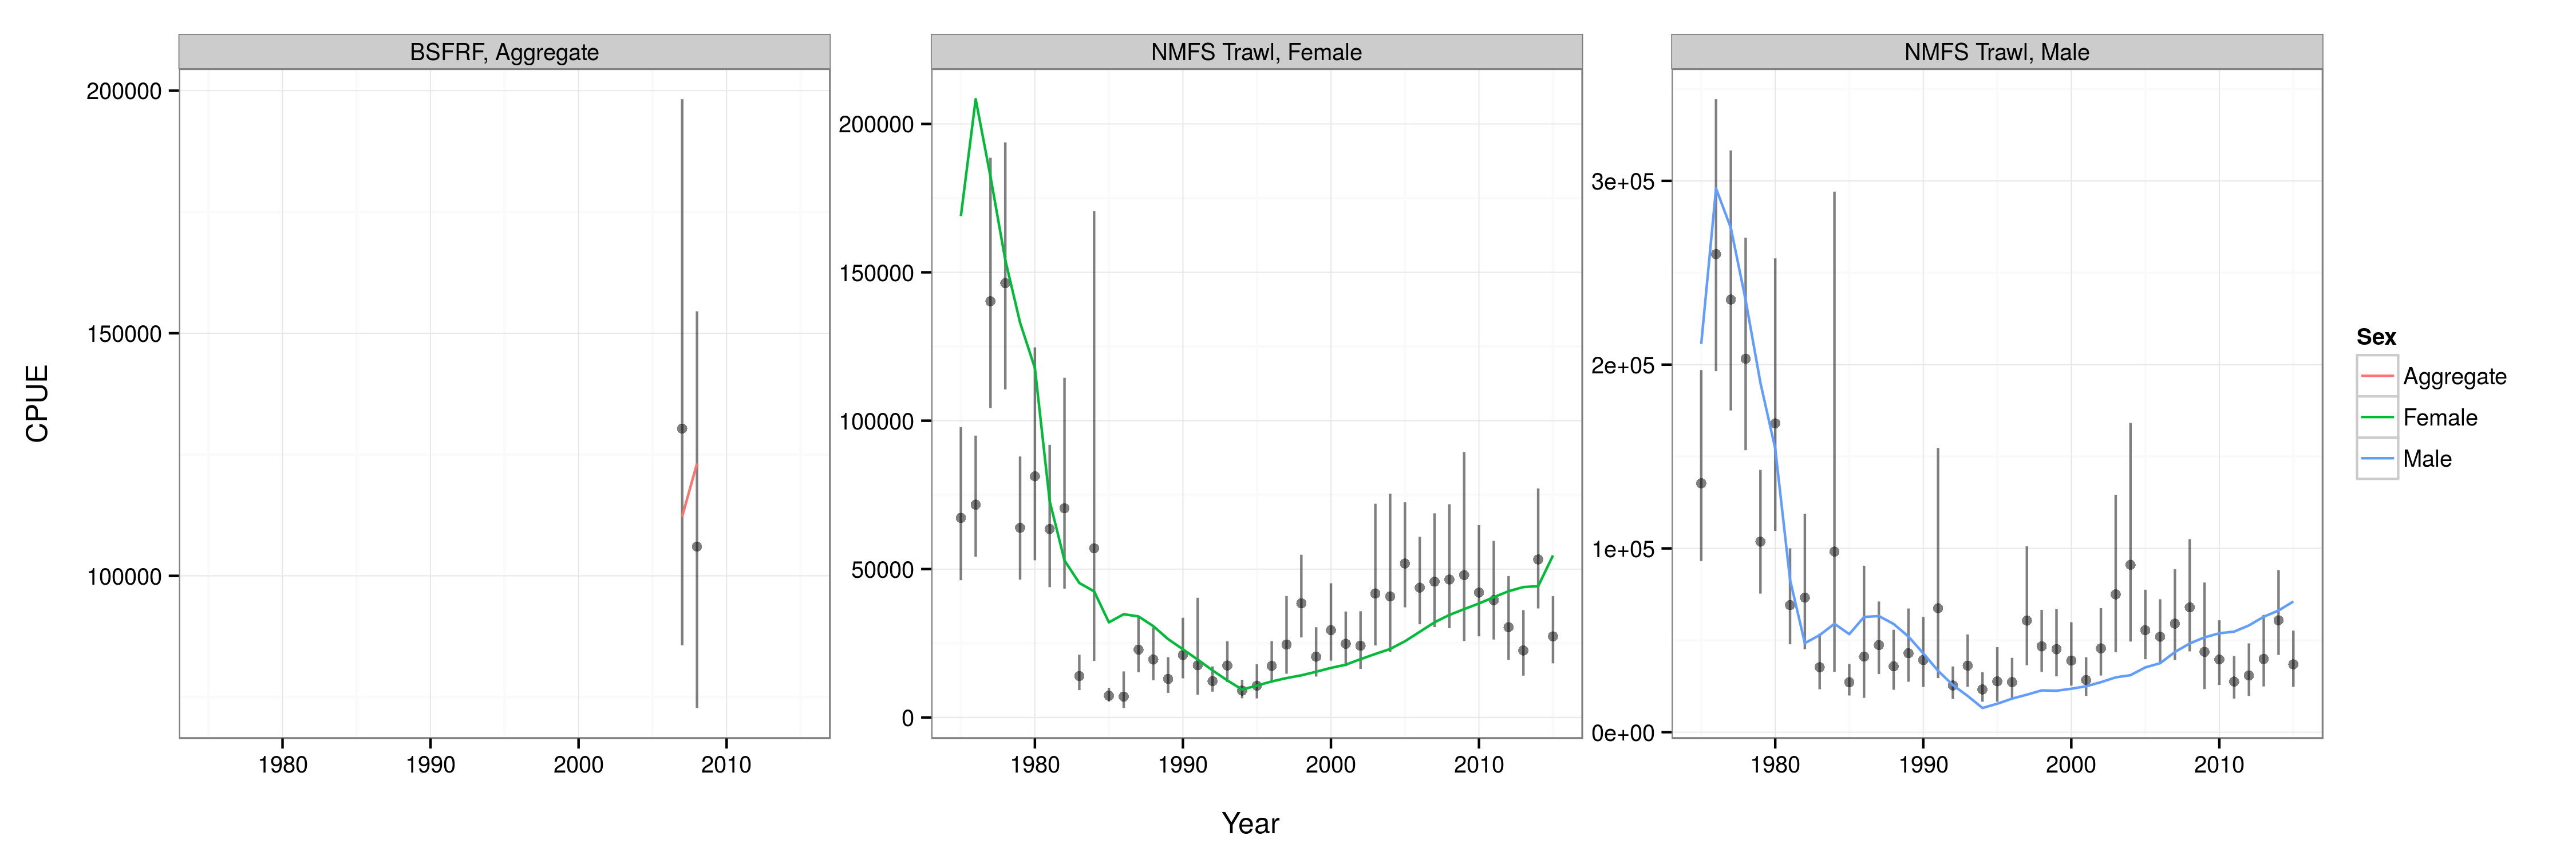 BSFRF, Aggregate
NMFS Trawl, Female
NMFS Trawl, Male
CPUE
200000
150000
100000
200000
150000
100000
50000
0
3e+05
2e+05
1e+05
0e+00
1980 1990 2000 2010
1980 1990 2000 2010
1980 1990 2000 2010
Year
Sex
Aggregate
Female
Male